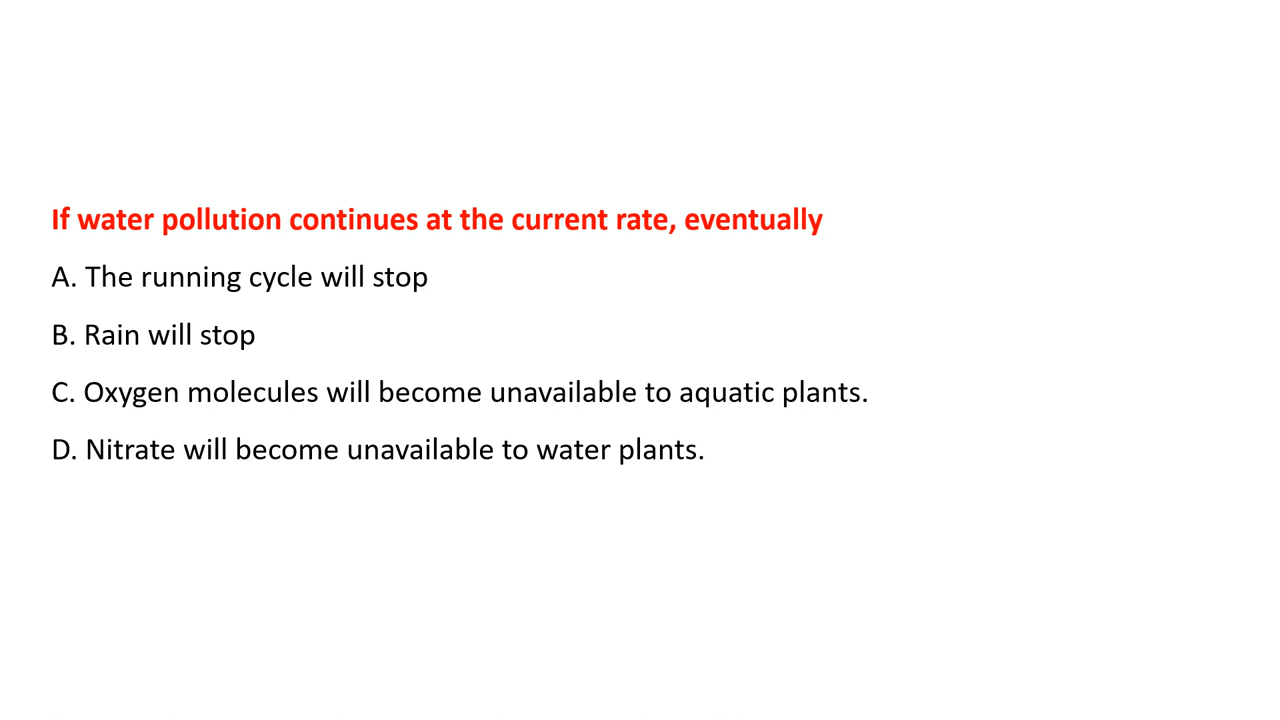 If water pollution continues at the current rate, eventually
A. The running cycle will stop
B. Rain will stop
C. Oxygen molecules will become unavailable to aquatic plants.
D. Nitrate will become unavailable to water plants.